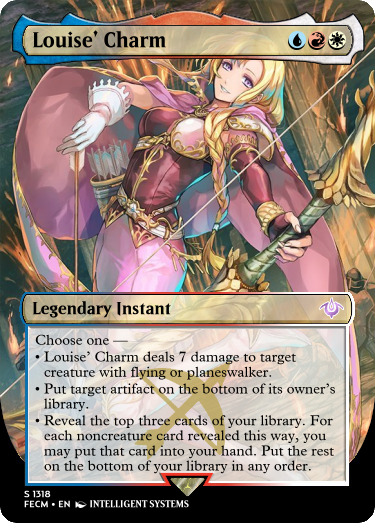 Louise’ Charm
Legendary Instant
Choose one —
• Louise’ Charm deals 7 damage to target
creature with flying or planeswalker.
• Put target artifact on the bottom of its owner’s
library.
• Reveal the top three cards of your library. For
each noncreature card revealed this way, you
may put that card into your hand. Put the rest
on the bottom of your library in any order.
S 1318
FECM • EN INTELLIGENT SYSTEMS